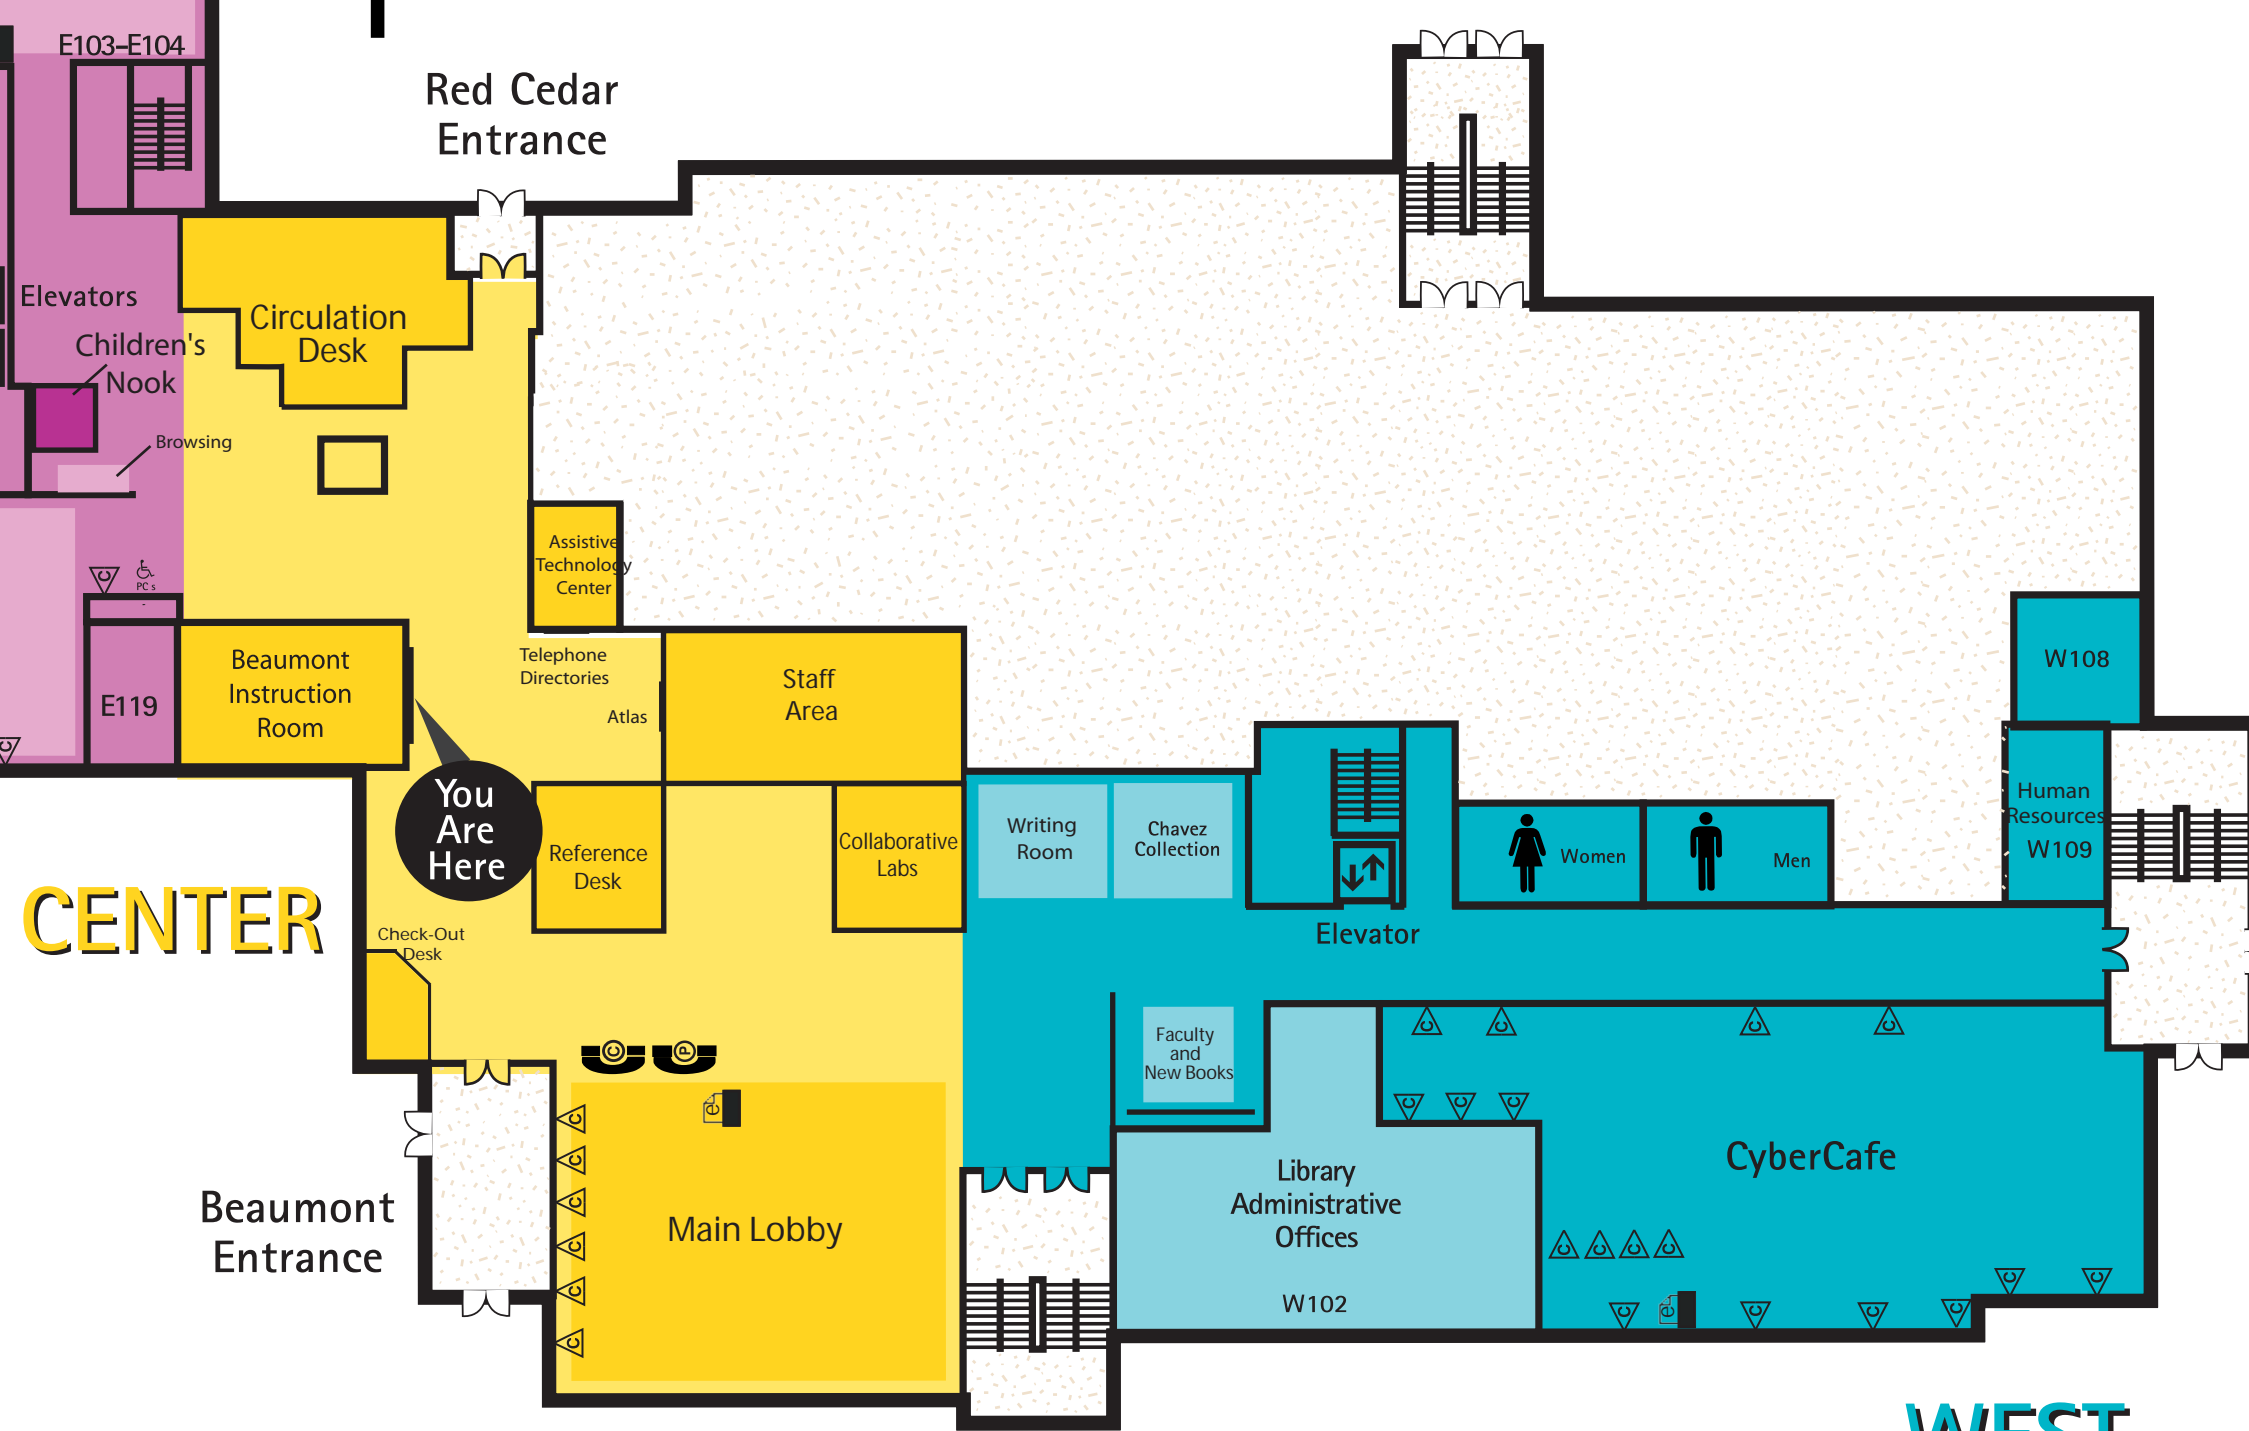 E103–E104
Red Cedar
Entrance
Elevators
Children's
Nook
Browsing
Circulation
Desk
PC s
-
Assistive
Technology
Center
Telephone
Directories
Atlas
Staff
Area
E119
Beaumont
Instruction
Room
You
Are
Here
Reference
Desk
Collaborative
Labs
Writing
Room
Chavez
Collection
Elevator
Women
Men
W108
Human
Resources
W109
CENTER
Check-Out
Desk
Faculty
and
New Books
C
P
e
C
C
C
C
C
C
C
C
Main Lobby
Beaumont
Entrance
Library
Administrative
Offices
W102
C
C
C
C
C
C
C
CyberCafe
C
C
C
C
C
C
C
e
C
C
C
WEST